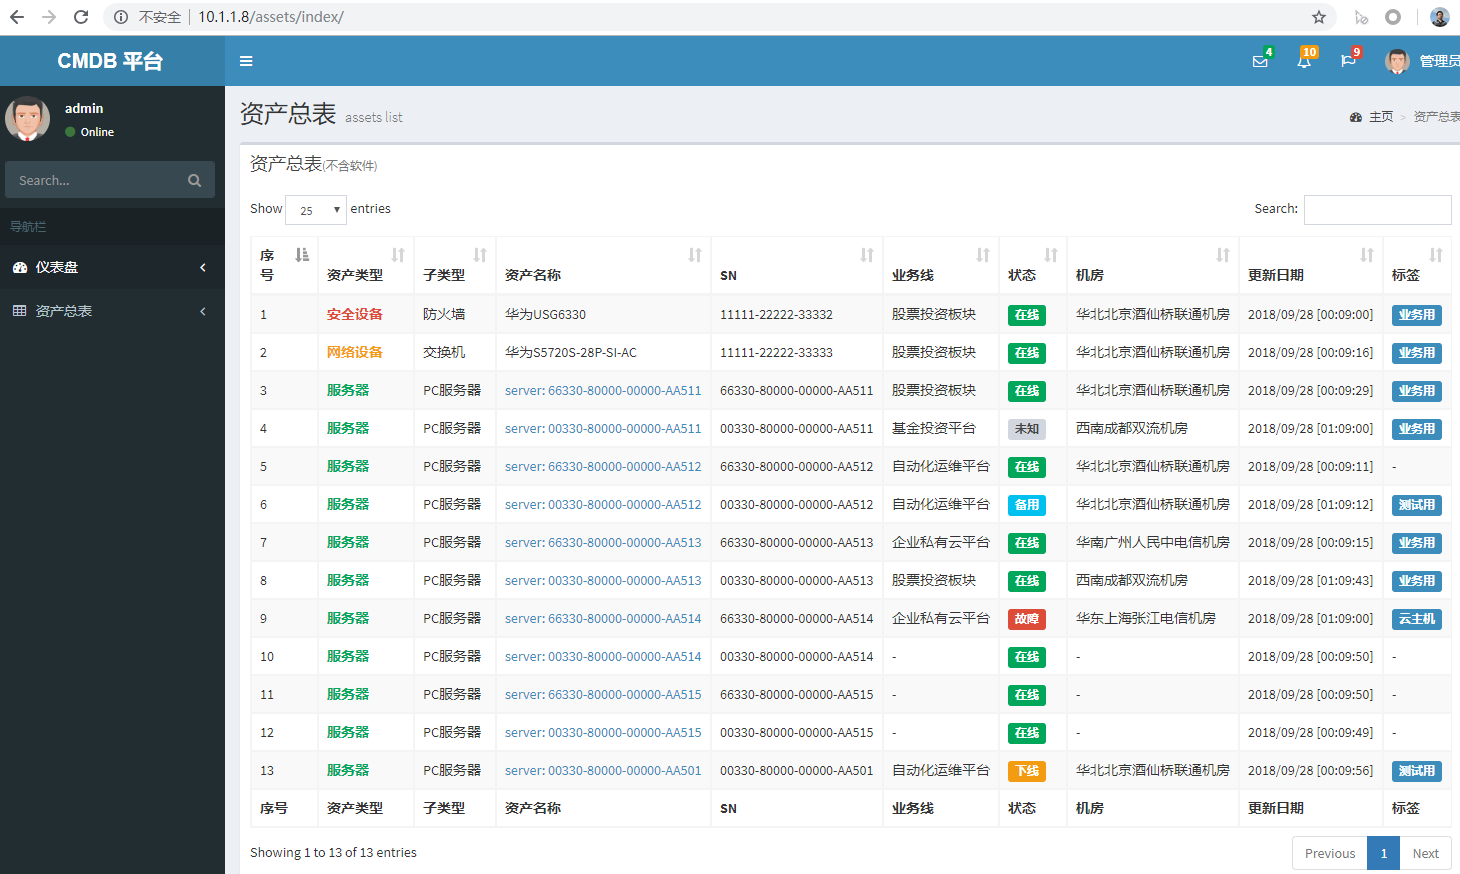 不安全 10.1.1.8/assets/index/
CMDB 平台
4 10 9 管理员
admin
Online
资产总表 assets list
主页 > 资产总表
Search...
导航栏
仪表盘
资产总表
资产总表(不含软件)
Show 25 entries Search:
序号 资产类型 子类型 资产名称 SN 业务线 状态 机房 更新日期 标签
1 安全设备 防火墙 华为USG6330 11111-22222-33332 股票投资板块 在线 华北北京酒仙桥联通机房 2018/09/28 [00:09:00] 业务用
2 网络设备 交换机 华为S5720S-28P-SI-AC 11111-22222-33333 股票投资板块 在线 华北北京酒仙桥联通机房 2018/09/28 [00:09:16] 业务用
3 服务器 PC服务器 server: 66330-80000-00000-AA511 66330-80000-00000-AA511 股票投资板块 在线 华北北京酒仙桥联通机房 2018/09/28 [00:09:29] 业务用
4 服务器 PC服务器 server: 00330-80000-00000-AA511 00330-80000-00000-AA511 基金投资平台 未知 西南成都双流机房 2018/09/28 [01:09:00] 业务用
5 服务器 PC服务器 server: 66330-80000-00000-AA512 66330-80000-00000-AA512 自动化运维平台 在线 华北北京酒仙桥联通机房 2018/09/28 [00:09:11] -
6 服务器 PC服务器 server: 00330-80000-00000-AA512 00330-80000-00000-AA512 自动化运维平台 备用 华北北京酒仙桥联通机房 2018/09/28 [01:09:12] 测试用
7 服务器 PC服务器 server: 66330-80000-00000-AA513 66330-80000-00000-AA513 企业私有云平台 在线 华南广州人民中电信机房 2018/09/28 [00:09:15] 业务用
8 服务器 PC服务器 server: 00330-80000-00000-AA513 00330-80000-00000-AA513 股票投资板块 在线 西南成都双流机房 2018/09/28 [01:09:43] 业务用
9 服务器 PC服务器 server: 66330-80000-00000-AA514 66330-80000-00000-AA514 企业私有云平台 故障 华东上海张江电信机房 2018/09/28 [01:09:00] 云主机
10 服务器 PC服务器 server: 00330-80000-00000-AA514 00330-80000-00000-AA514 - 在线 - 2018/09/28 [00:09:50] -
11 服务器 PC服务器 server: 66330-80000-00000-AA515 66330-80000-00000-AA515 - 在线 - 2018/09/28 [00:09:50] -
12 服务器 PC服务器 server: 00330-80000-00000-AA515 00330-80000-00000-AA515 - 在线 - 2018/09/28 [00:09:49] -
13 服务器 PC服务器 server: 00330-80000-00000-AA501 00330-80000-00000-AA501 自动化运维平台 下线 华北北京酒仙桥联通机房 2018/09/28 [00:09:56] 测试用
序号 资产类型 子类型 资产名称 SN 业务线 状态 机房 更新日期 标签
Showing 1 to 13 of 13 entries Previous 1 Next